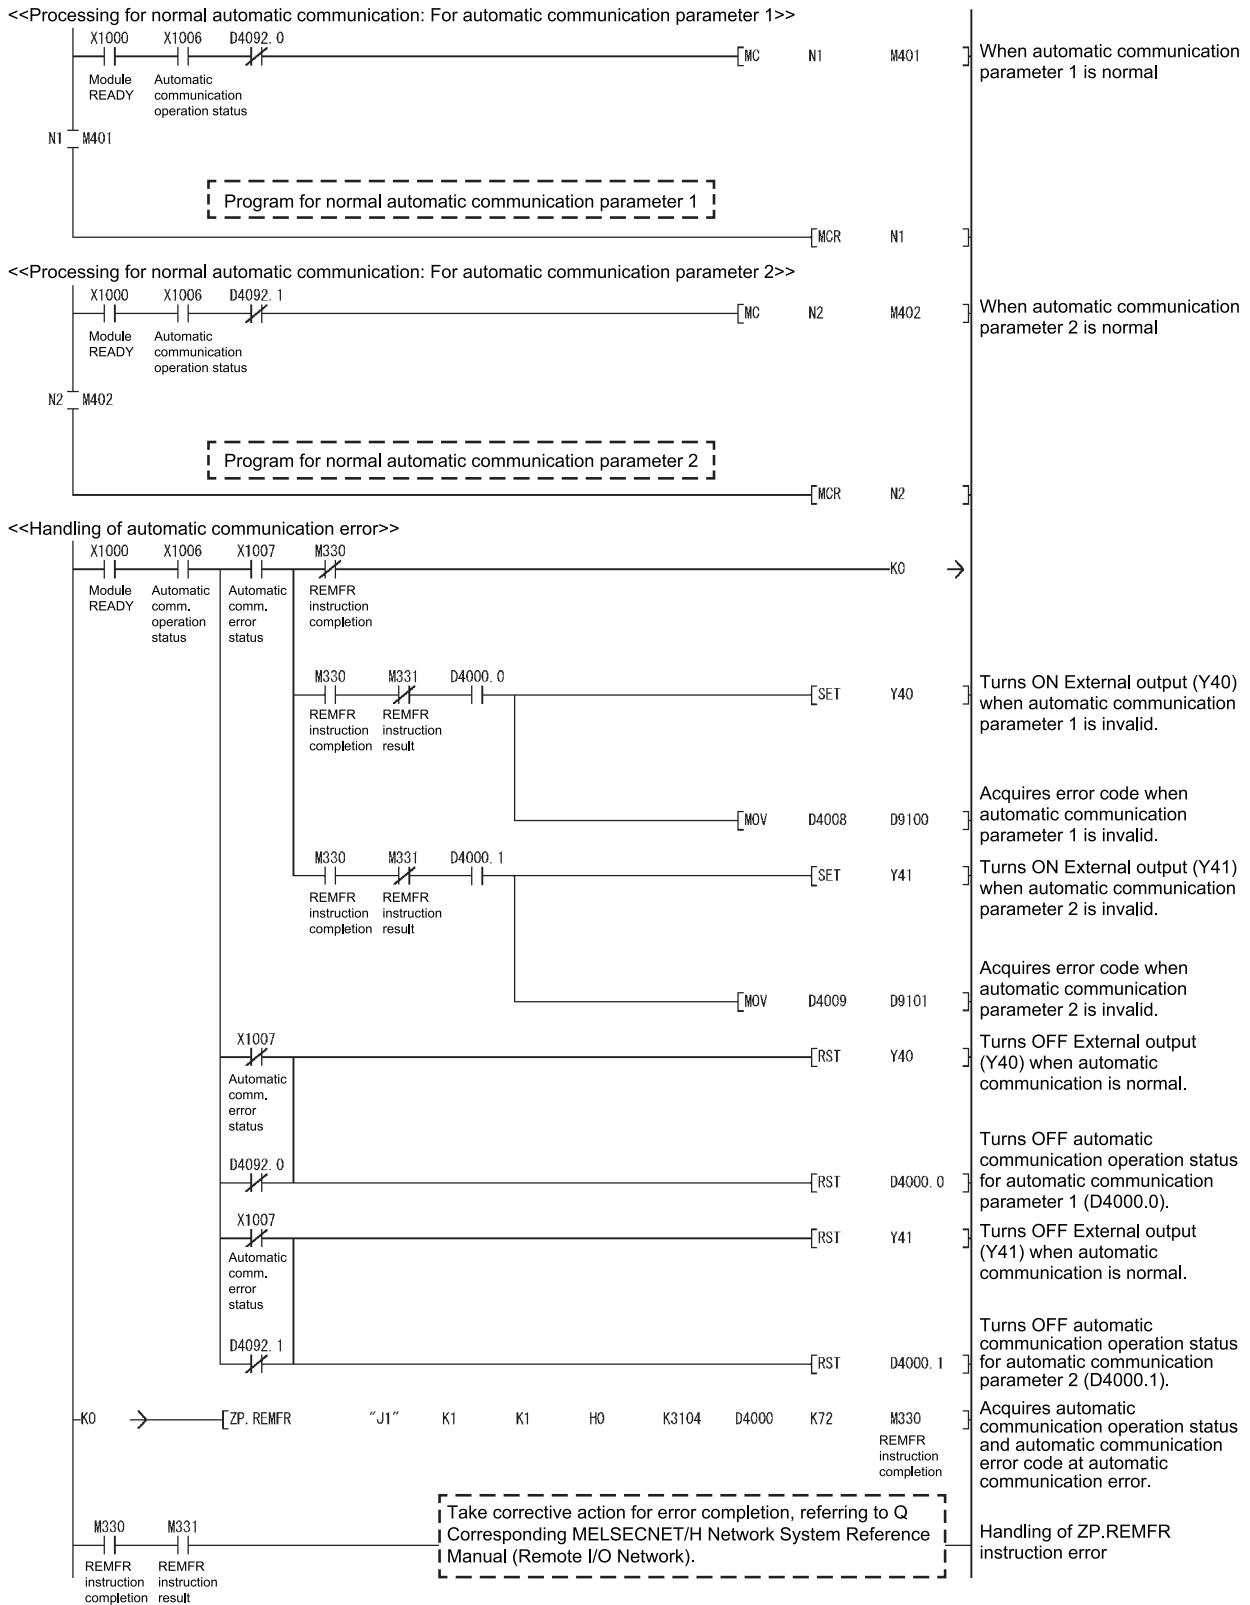 <<Processing for normal automatic communication: For automatic communication parameter 1>>
X1000 X1006 D4092.0
[MC N1 M401 ]
When automatic communication
parameter 1 is normal
Module
READY
Automatic
communication
operation status
N1 M401
Program for normal automatic communication parameter 1
[MCR N1 ]
<<Processing for normal automatic communication: For automatic communication parameter 2>>
X1000 X1006 D4092.1
[MC N2 M402 ]
When automatic communication
parameter 2 is normal
Module
READY
Automatic
communication
operation status
N2 M402
Program for normal automatic communication parameter 2
[MCR N2 ]
<<Handling of automatic communication error>>
X1000 X1006 X1007 M330
K0
Module
READY
Automatic
comm.
operation
status
Automatic
comm.
error
status
REMFR
instruction
completion
M330 M331 D4000.0
[SET Y40 ]
REMFR
instruction
completion
REMFR
instruction
result
Turns ON External output (Y40)
when automatic communication
parameter 1 is invalid.
[MOV D4008 D9100 ]
Acquires error code when
automatic communication
parameter 1 is invalid.
M330 M331 D4000.1
[SET Y41 ]
REMFR
instruction
completion
REMFR
instruction
result
Turns ON External output (Y41)
when automatic communication
parameter 2 is invalid.
[MOV D4009 D9101 ]
Acquires error code when
automatic communication
parameter 2 is invalid.
X1007
[RST Y40 ]
Automatic
comm.
error
status
Turns OFF External output
(Y40) when automatic
communication is normal.
D4092.0
[RST D4000.0 ]
Turns OFF automatic
communication operation status
for automatic communication
parameter 1 (D4000.0).
X1007
[RST Y41 ]
Automatic
comm.
error
status
Turns OFF External output
(Y41) when automatic
communication is normal.
D4092.1
[RST D4000.1 ]
Turns OFF automatic
communication operation status
for automatic communication
parameter 2 (D4000.1).
K0 [ZP.REMFR "J1" K1 K1 H0 K3104 D4000 K72 M330 ]
REMFR
instruction
completion
Acquires automatic
communication operation status
and automatic communication
error code at automatic
communication error.
M330 M331
REMFR
instruction
completion
REMFR
instruction
result
Take corrective action for error completion, referring to Q
Corresponding MELSECNET/H Network System Reference
Manual (Remote I/O Network).
Handling of ZP.REMFR
instruction error